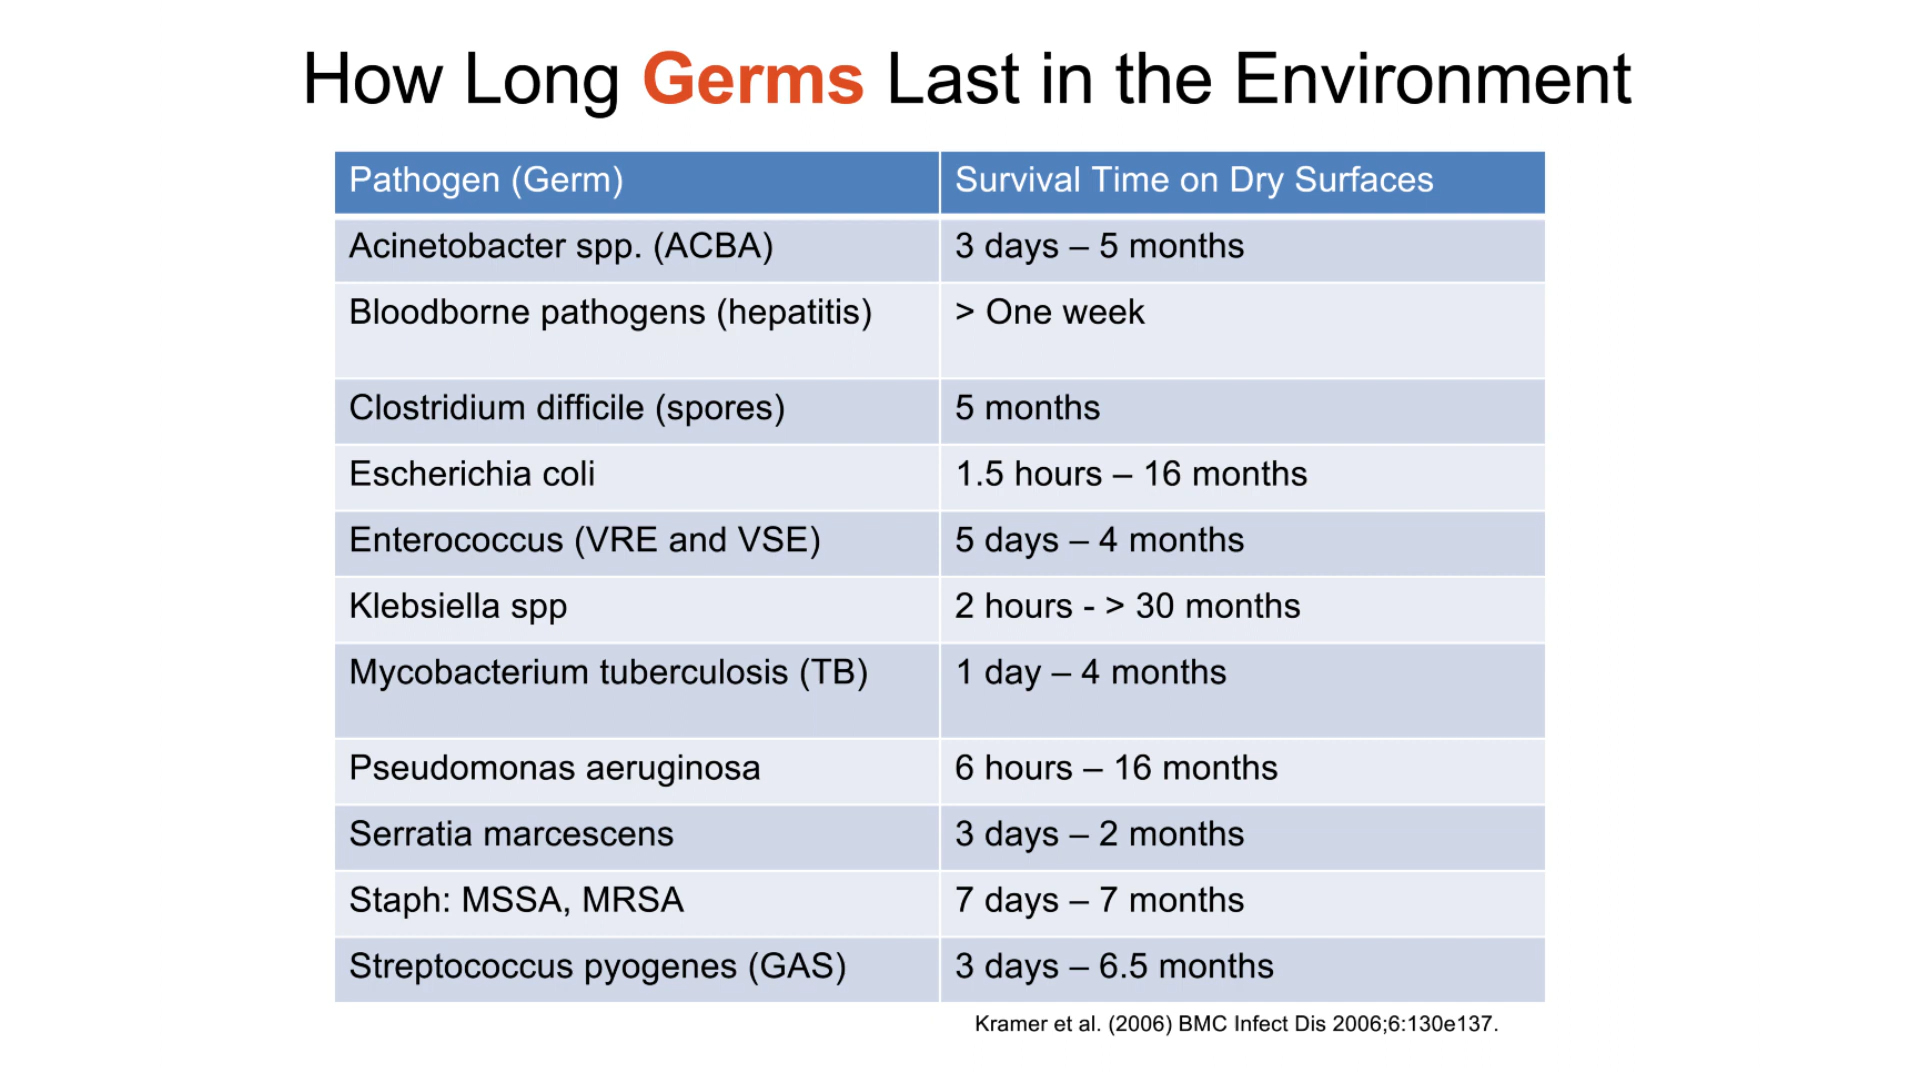 How Long Germs Last in the Environment
Pathogen (Germ) Survival Time on Dry Surfaces
Acinetobacter spp. (ACBA) 3 days – 5 months
Bloodborne pathogens (hepatitis) > One week
Clostridium difficile (spores) 5 months
Escherichia coli 1.5 hours – 16 months
Enterococcus (VRE and VSE) 5 days – 4 months
Klebsiella spp 2 hours - > 30 months
Mycobacterium tuberculosis (TB) 1 day – 4 months
Pseudomonas aeruginosa 6 hours – 16 months
Serratia marcescens 3 days – 2 months
Staph: MSSA, MRSA 7 days – 7 months
Streptococcus pyogenes (GAS) 3 days – 6.5 months
Kramer et al. (2006) BMC Infect Dis 2006;6:130e137.